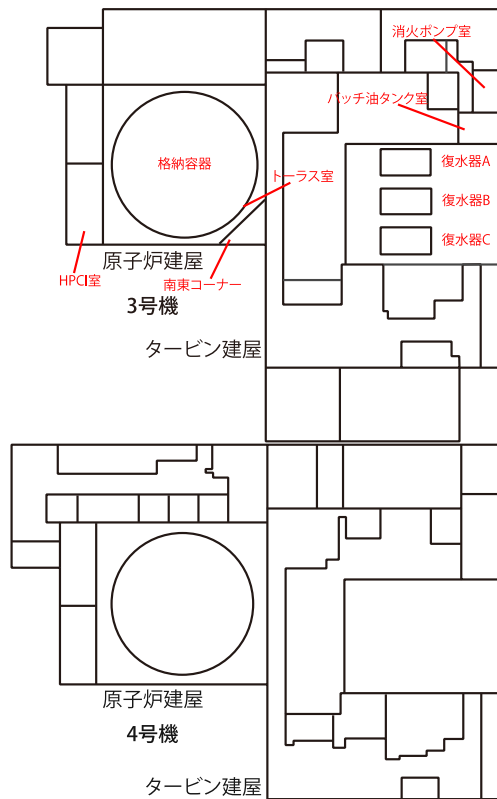 消火ポンプ室
バッチ油タンク室
格納容器
トーラス室
復水器A
復水器B
復水器C
原子炉建屋
HPCI室
南東コーナー
3号機
タービン建屋
原子炉建屋
4号機
タービン建屋